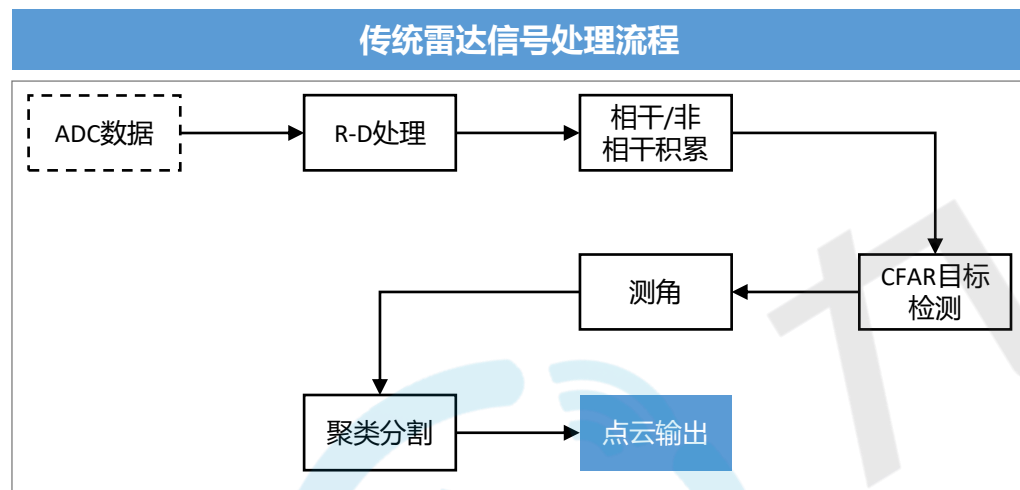 传统雷达信号处理流程
ADC数据
R-D处理
相干/非
相干积累
CFAR目标
检测
测角
聚类分割
点云输出